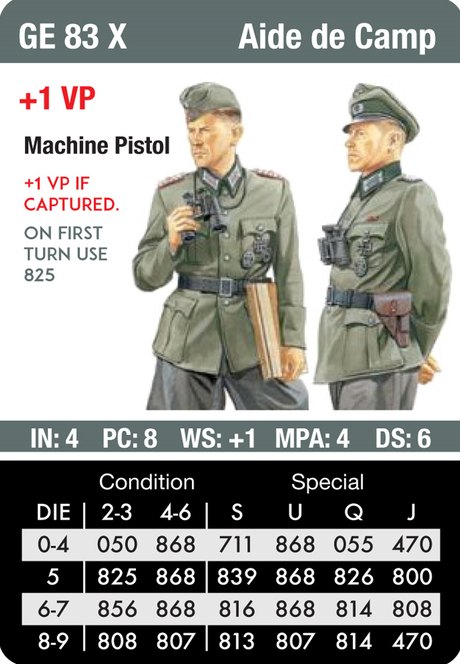 GE 83 X Aide de Camp
+1 VP
Machine Pistol
+1 VP IF
CAPTURED.
ON FIRST
TURN USE
825
IN: 4 PC: 8 WS: +1 MPA: 4 DS: 6
Condition Special
DIE 2-3 4-6 S U Q J
0-4 050 868 711 868 055 470
5 825 868 839 868 826 800
6-7 856 868 816 868 814 808
8-9 808 807 813 807 814 470